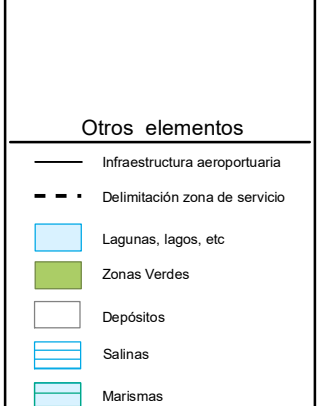 Otros elementos
Infraestructura aeroportuaria
Delimitación zona de servicio
Lagunas, lagos, etc
Zonas Verdes
Depósitos
Salinas
Marismas